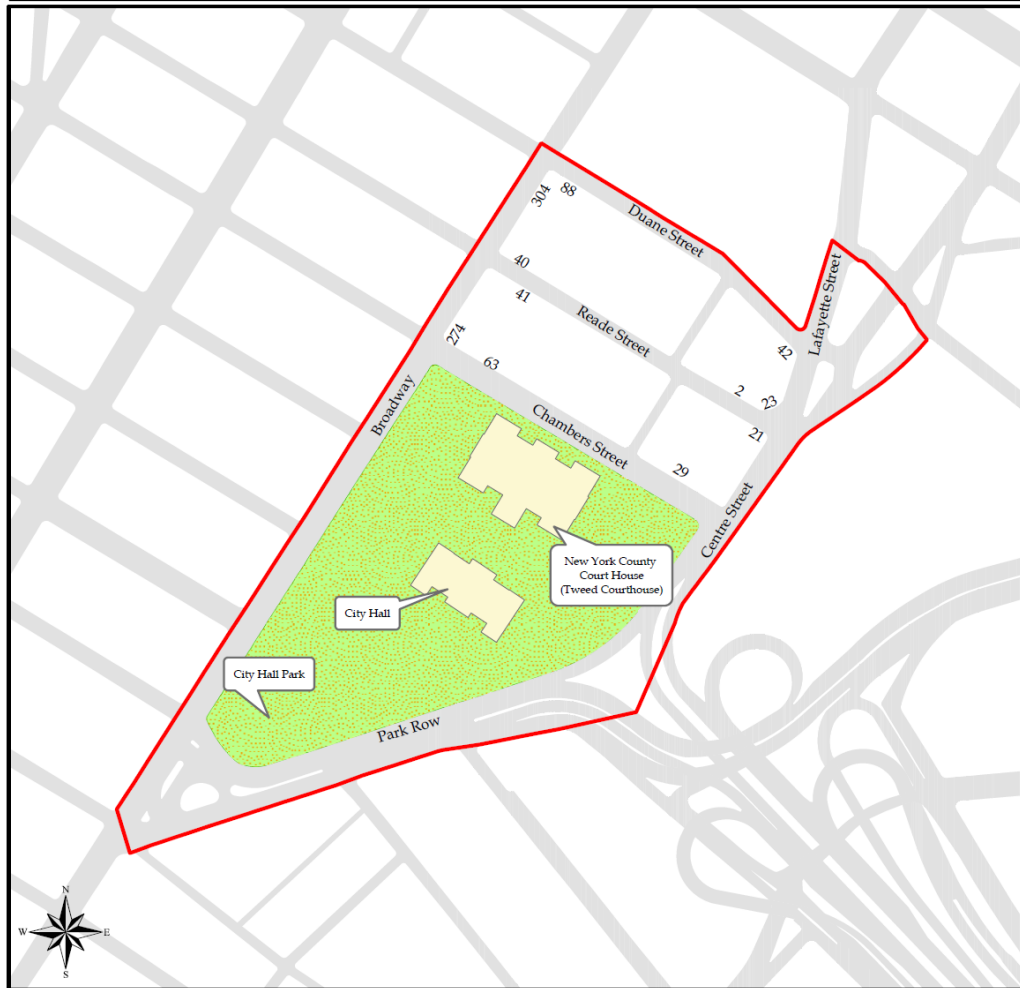 304
88
Duane Street
40
41
Reade Street
Lafayette Street
274
63
42
2
23
21
Broadway
Chambers Street
29
Centre Street
New York County
Court House
(Tweed Courthouse)
City Hall
City Hall Park
Park Row
N
W
E
S